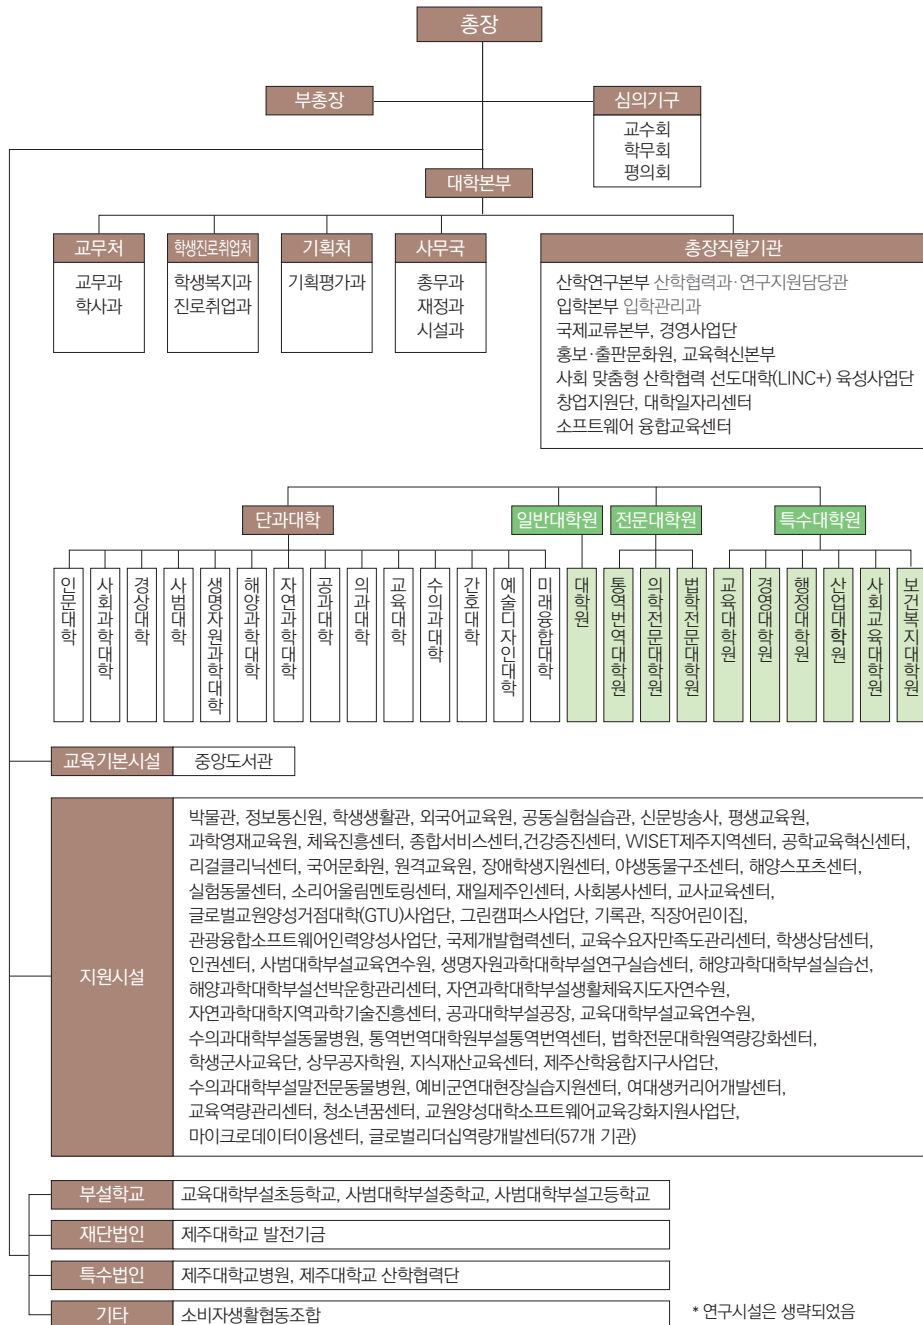 총장
부총장
심의기구
교수회
학무회
평의회
대학본부
교무처
교무과
학사과
학생진로취업처
학생복지과
진로취업과
기획처
기획평가과
사무국
총무과
재정과
시설과
총장직할기관
산학연구본부 산학협력과·연구지원담당관
입학본부 입학관리과
국제교류본부, 경영사업단
홍보·출판문화원, 교육혁신본부
사회 맞춤형 산학협력 선도대학(LINC+) 육성사업단
창업지원단, 대학일자리센터
소프트웨어 융합교육센터
단과대학
일반대학원
전문대학원
특수대학원
인문대학
사회과학대학
경상대학
사범대학
생명자원과학대학
해양과학대학
자연과학대학
공과대학
의과대학
교육대학
수의과대학
간호대학
예술디자인대학
미래융합대학
대학원
통역번역대학원
의학전문대학원
법학전문대학원
교육대학원
경영대학원
행정대학원
산업대학원
사회교육대학원
보건복지대학원
교육기본시설
중앙도서관
지원시설
박물관, 정보통신원, 학생생활관, 외국어교육원, 공동실험실습관, 신문방송사, 평생교육원,
과학영재교육원, 체육진흥센터, 종합서비스센터,건강증진센터, WISET제주지역센터, 공학교육혁신센터,
리걸클리닉센터, 국어문화원, 원격교육원, 장애학생지원센터, 야생동물구조센터, 해양스포츠센터,
실험동물센터, 소리어울림멘토링센터, 재일제주인센터, 사회봉사센터, 교사교육센터,
글로벌교원양성거점대학(GTU)사업단, 그린캠퍼스사업단, 기록관, 직장어린이집,
관광융합소프트웨어인력양성사업단, 국제개발협력센터, 교육수요자만족도관리센터, 학생상담센터,
인권센터, 사범대학부설교육연수원, 생명자원과학대학부설연구실습센터, 해양과학대학부설실습선,
해양과학대학부설선박운항관리센터, 자연과학대학부설생활체육지도자연수원,
자연과학대학지역과학기술진흥센터, 공과대학부설공장, 교육대학부설교육연수원,
수의과대학부설동물병원, 통역번역대학원부설통역번역센터, 법학전문대학원역량강화센터,
학생군사교육단, 상무공자학원, 지식재산교육센터, 제주산학융합지구사업단,
수의과대학부설말전문동물병원, 예비군연대현장실습지원센터, 여대생커리어개발센터,
교육역량관리센터, 청소년꿈센터, 교원양성대학소프트웨어교육강화지원사업단,
마이크로데이터이용센터, 글로벌리더십역량개발센터(57개 기관)
부설학교
교육대학부설초등학교, 사범대학부설중학교, 사범대학부설고등학교
재단법인
제주대학교 발전기금
특수법인
제주대학교병원, 제주대학교 산학협력단
기타
소비자생활협동조합
* 연구시설은 생략되었음